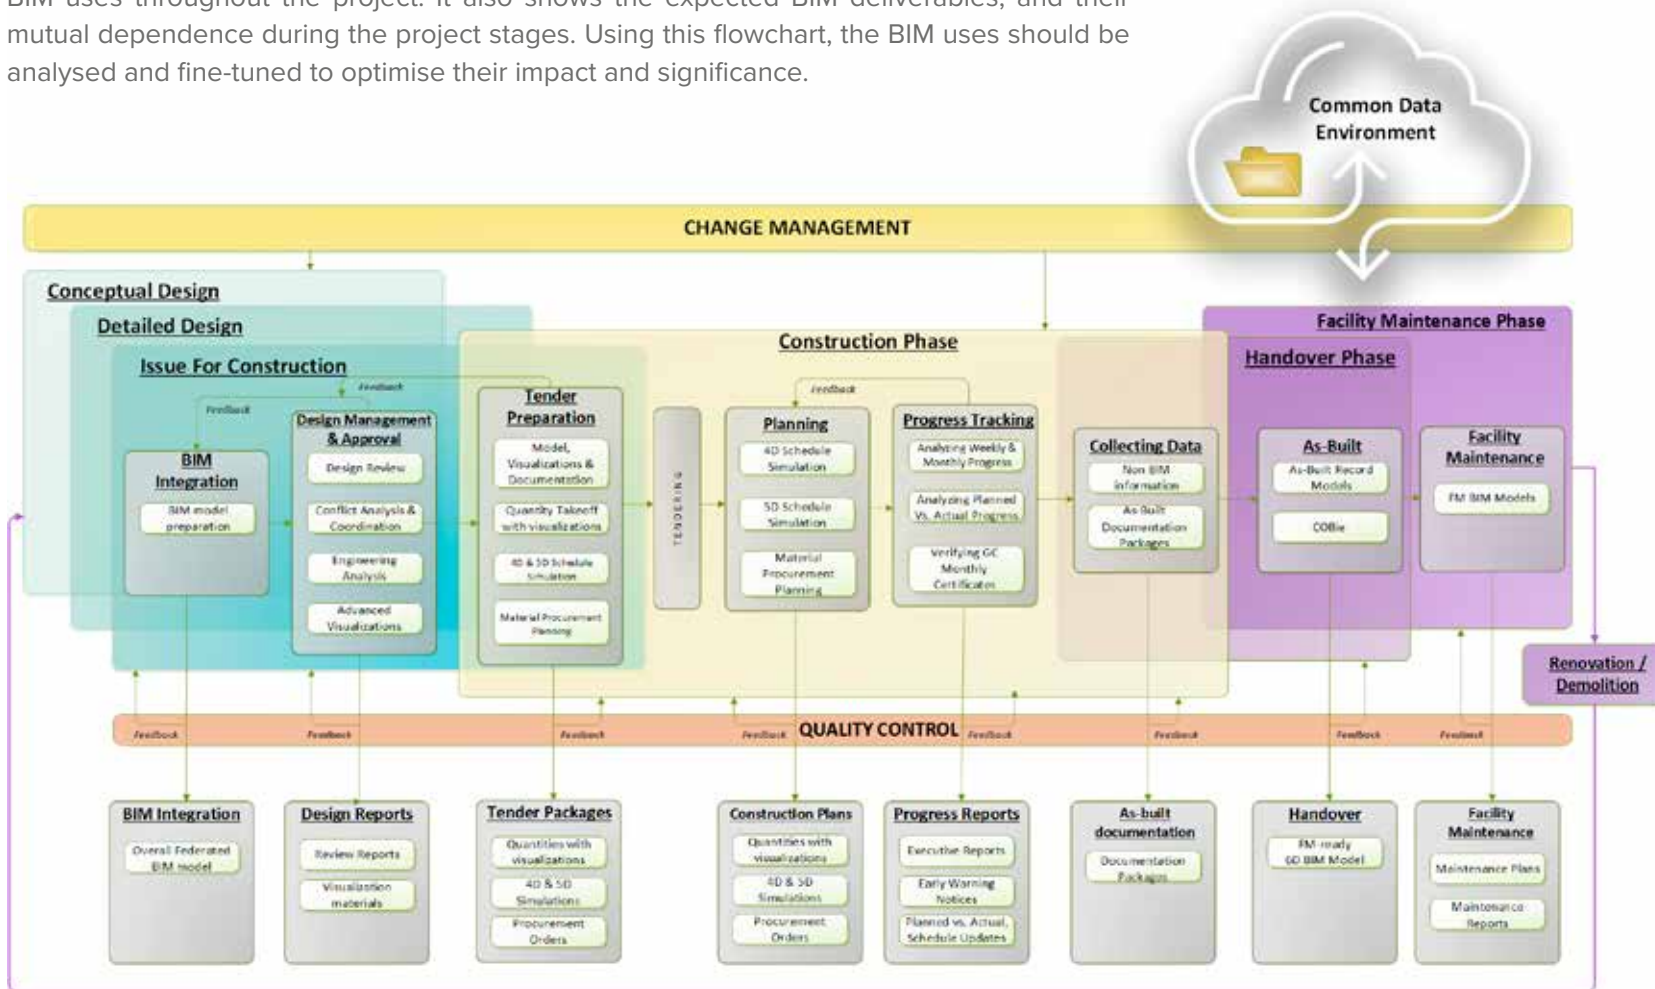 BIM uses throughout the project. It also shows the expected BIM deliverables, and their
mutual dependence during the project stages. Using this flowchart, the BIM uses should be
analysed and fine-tuned to optimise their impact and significance.
Common Data
Environment
CHANGE MANAGEMENT
Conceptual Design
Detailed Design
Issue For Construction
Construction Phase
Facility Maintenance Phase
Handover Phase
Feedback
Feedback
Feedback
BIM
Integration
BIM model
preparation
Design Management
& Approval
Design Review
Conflict Analysis &
Coordination
Engineering
Analysis
Advanced
Visualizations
Tender
Preparation
Model,
Visualizations &
Documentation
Quantity Takeoff
with visualizations
4D & 5D Schedule
Simulation
Material Procurement
Planning
TENDERING
Planning
4D Schedule
Simulation
5D Schedule
Simulation
Material
Procurement
Planning
Progress Tracking
Analyzing Weekly &
Monthly Progress
Analyzing Planned
Vs. Actual Progress
Verifying GC
Monthly
Certificates
Collecting Data
Non BIM
information
As-Built
Documentation
Packages
As-Built
As-Built Record
Models
COBie
Facility
Maintenance
FM BIM Models
Renovation /
Demolition
QUALITY CONTROL
Feedback
Feedback
Feedback
Feedback
Feedback
Feedback
Feedback
Feedback
BIM Integration
Overall Federated
BIM model
Design Reports
Review Reports
Visualization
materials
Tender Packages
Quantities with
visualizations
4D & 5D
Simulations
Procurement
Orders
Construction Plans
Quantities with
visualizations
4D & 5D
Simulations
Procurement
Orders
Progress Reports
Executive Reports
Early Warning
Notices
Planned vs. Actual,
Schedule Updates
As-built
documentation
Documentation
Packages
Handover
FM-ready
6D BIM Model
Facility
Maintenance
Maintenance Plans
Maintenance
Reports